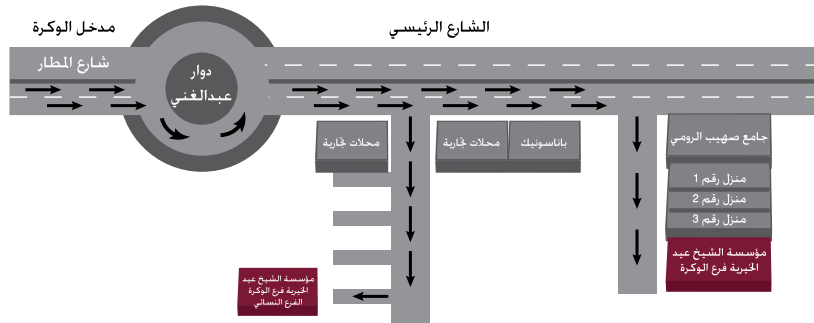 مدخل الوكرة
الشارع الرئيسي
شارع المطار
دوار
عبدالغني
جامع صهيب الرومي
باناسونيك
محلات تجارية
محلات تجارية
منزل رقم 1
منزل رقم 2
منزل رقم 3
مؤسسة الشيخ عيد
الخيرية فرع الوكرة
مؤسسة الشيخ عيد
الخيرية فرع الوكرة
الفرع النسائي